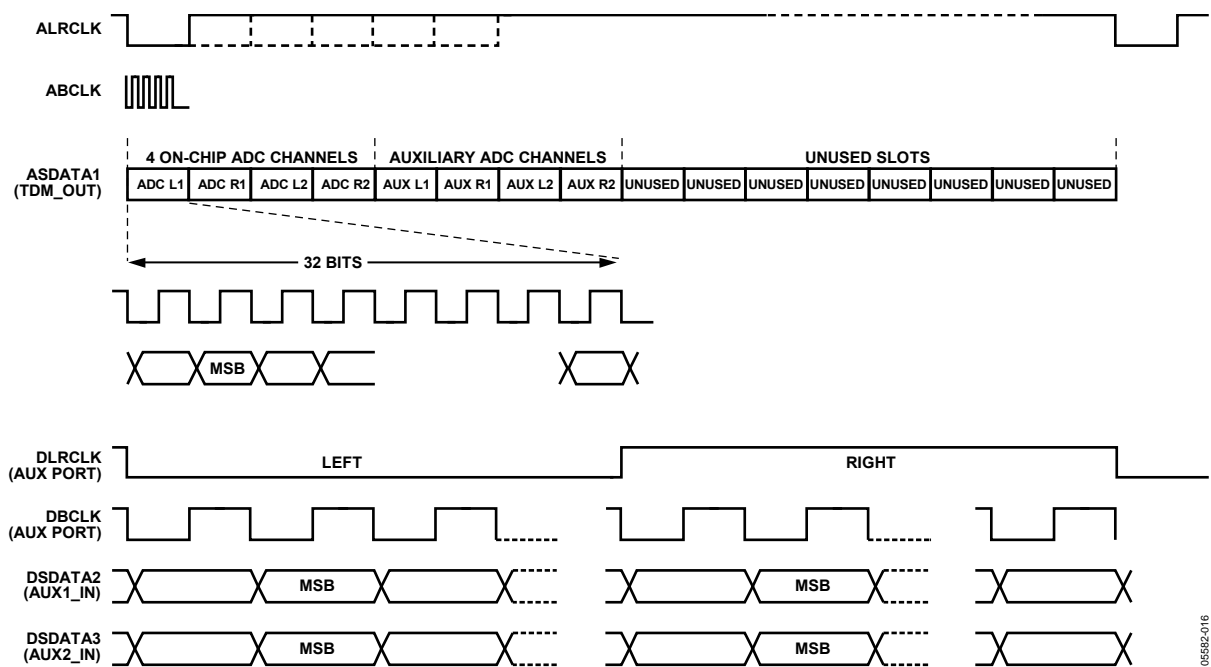 ALRCLK
ABCLK
4 ON-CHIP ADC CHANNELS AUXILIARY ADC CHANNELS UNUSED SLOTS
ASDATA1
(TDM_OUT)
ADC L1 ADC R1 ADC L2 ADC R2 AUX L1 AUX R1 AUX L2 AUX R2 UNUSED UNUSED UNUSED UNUSED UNUSED UNUSED UNUSED UNUSED
32 BITS
MSB
DLRCLK
(AUX PORT)
LEFT RIGHT
DBCLK
(AUX PORT)
DSDATA2
(AUX1_IN)
MSB MSB
DSDATA3
(AUX2_IN)
MSB MSB
05582-016